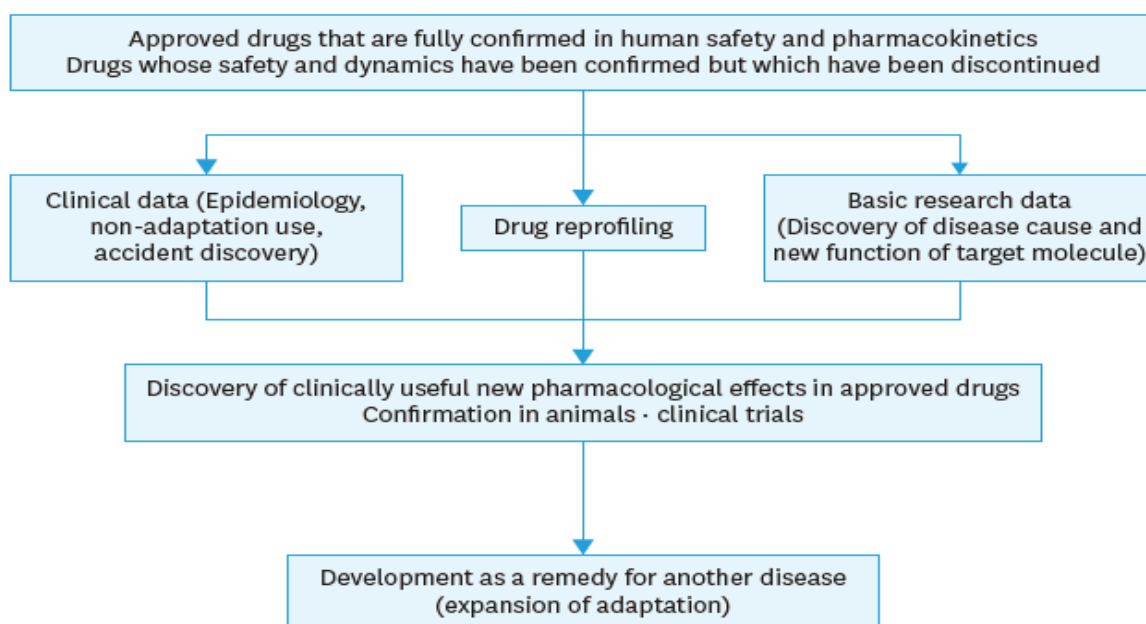 Approved drugs that are fully confirmed in human safety and pharmacokinetics
Drugs whose safety and dynamics have been confirmed but which have been discontinued
Clinical data (Epidemiology,
non-adaptation use,
accident discovery)
Drug reprofiling
Basic research data
(Discovery of disease cause and
new function of target molecule)
Discovery of clinically useful new pharmacological effects in approved drugs
Confirmation in animals · clinical trials
Development as a remedy for another disease
(expansion of adaptation)